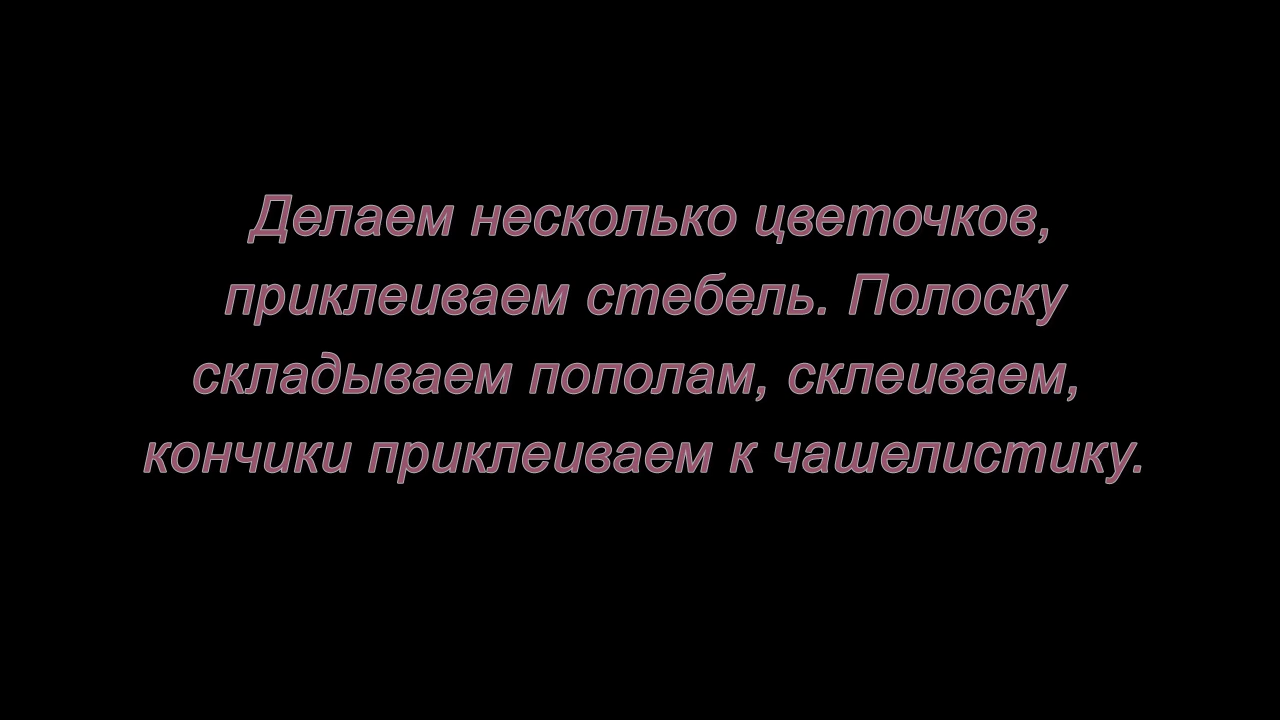 Делаем несколько цветочков,
приклеиваем стебель. Полоску
складываем пополам, склеиваем,
кончики приклеиваем к чашелистику.